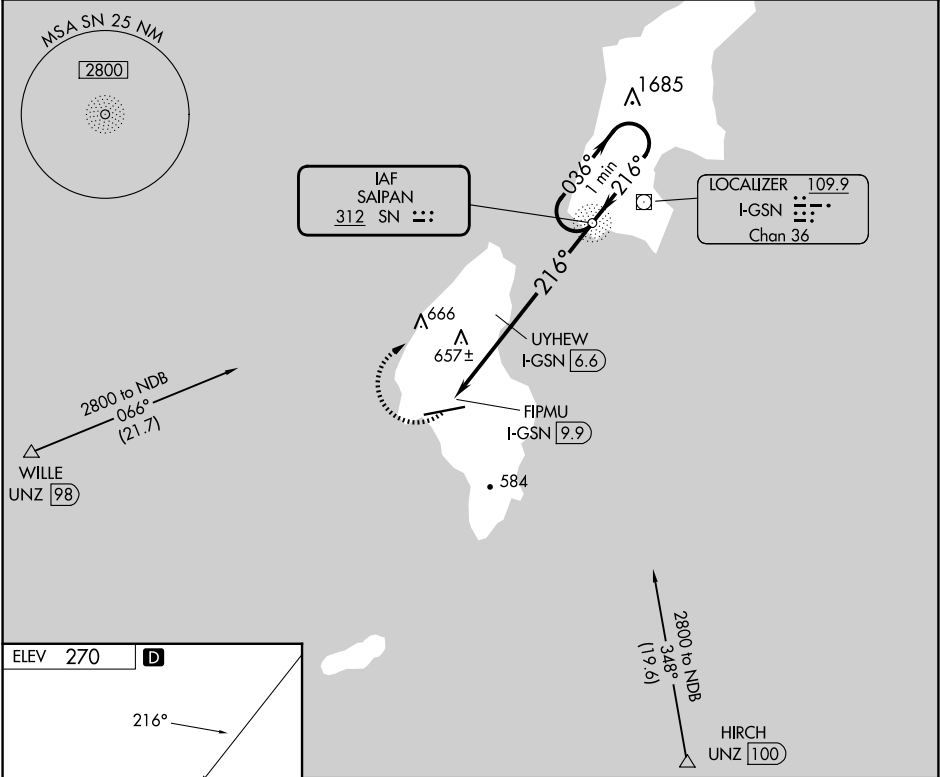 MSA SN 25 NM
2800
1685
036°
1 min
216°
IAF
SAIPAN
312 SN
LOCALIZER 109.9
I-GSN
Chan 36
216°
666
657±
UYHEW
I-GSN 6.6
2800 to NDB
066°
(21.7)
FIPMU
I-GSN 9.9
WILLE
UNZ 98
584
2800 to NDB
348°
(19.6)
HIRCH
UNZ 100
ELEV 270 D
216°